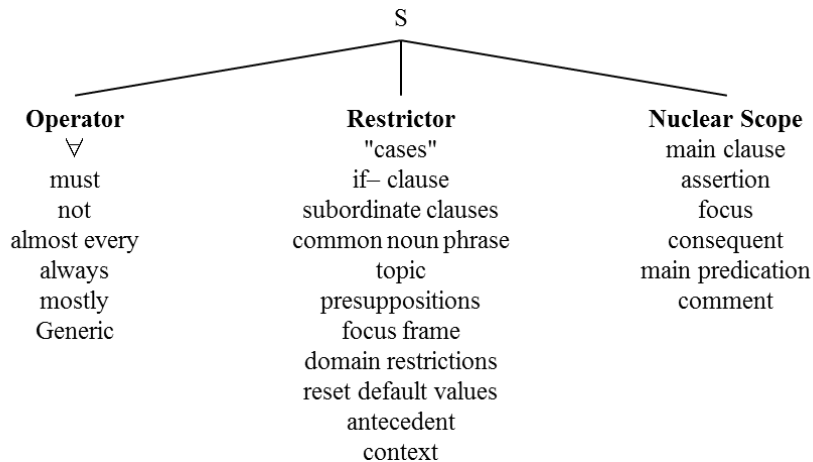 S
Operator
∀
must
not
almost every
always
mostly
Generic
Restrictor
"cases"
if– clause
subordinate clauses
common noun phrase
topic
presuppositions
focus frame
domain restrictions
reset default values
antecedent
context
Nuclear Scope
main clause
assertion
focus
consequent
main predication
comment